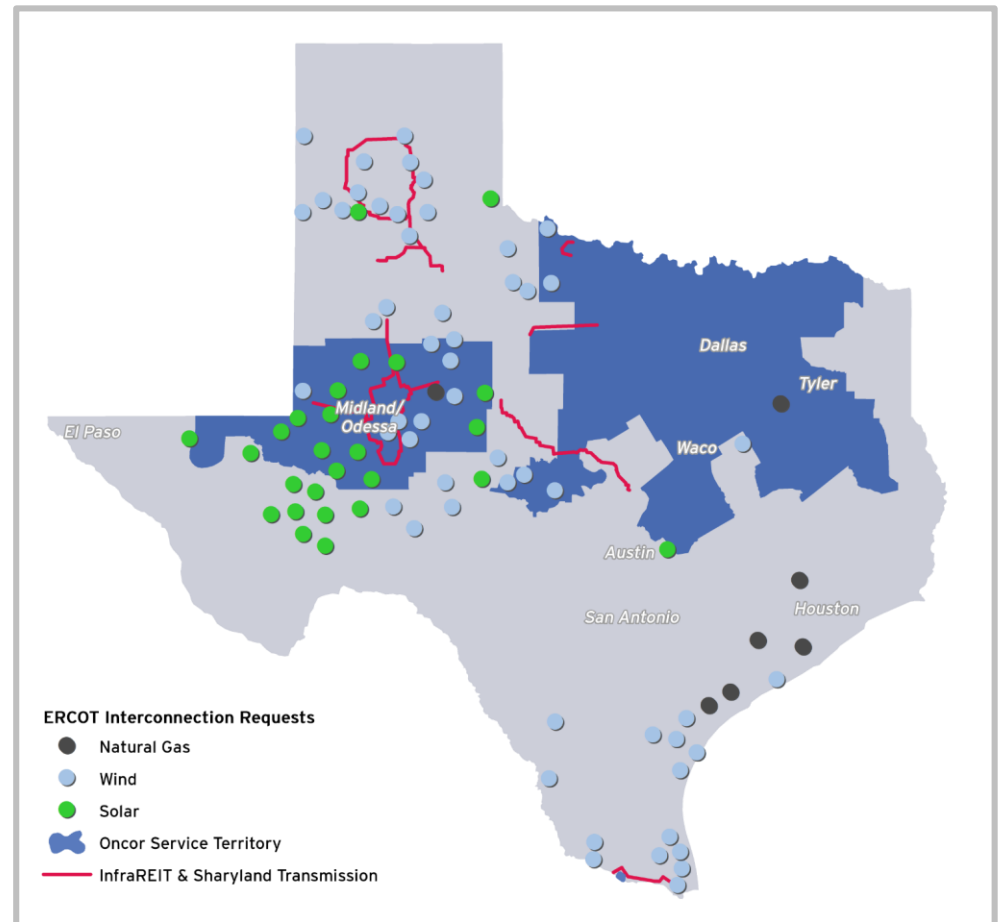 Dallas
Tyler
Midland/
Odessa
El Paso
Waco
Austin
San Antonio
Houston
ERCOT Interconnection Requests
Natural Gas
Wind
Solar
Oncor Service Territory
InfraREIT & Sharyland Transmission